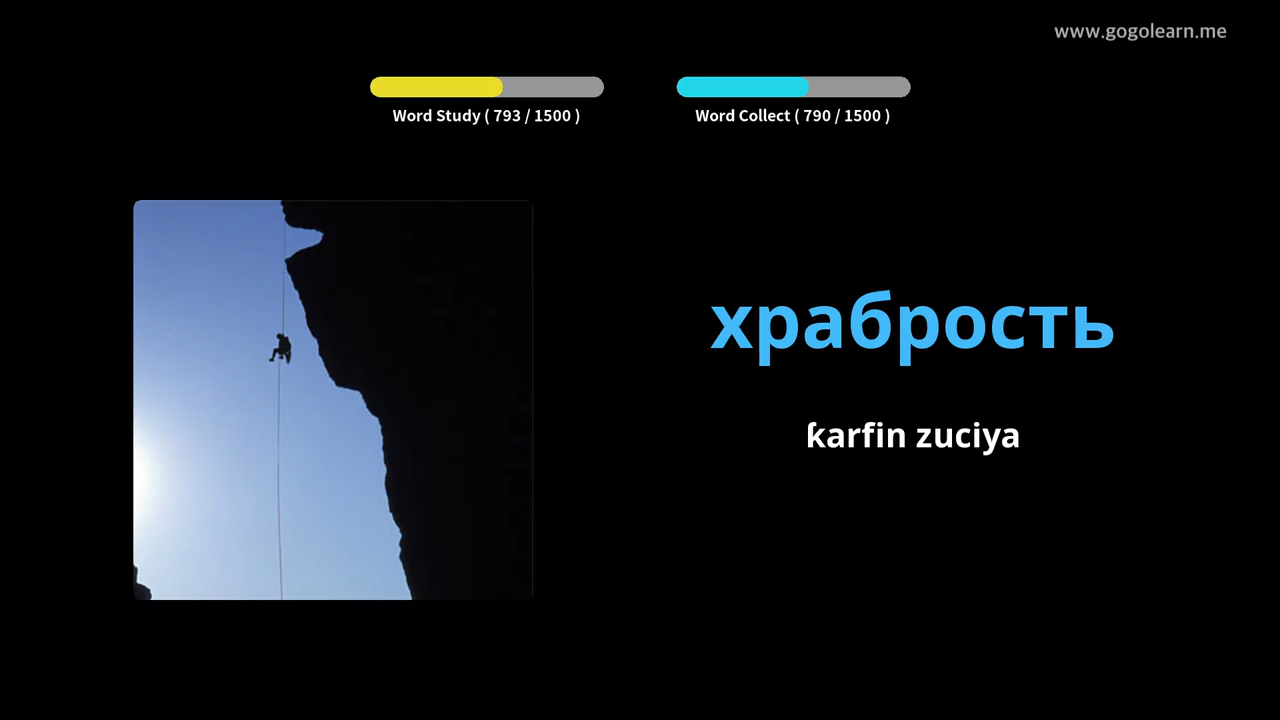 www.gogolearn.me
Word Study ( 793 / 1500 )
Word Collect ( 790 / 1500 )
храбрость
ƙarfin zuciya